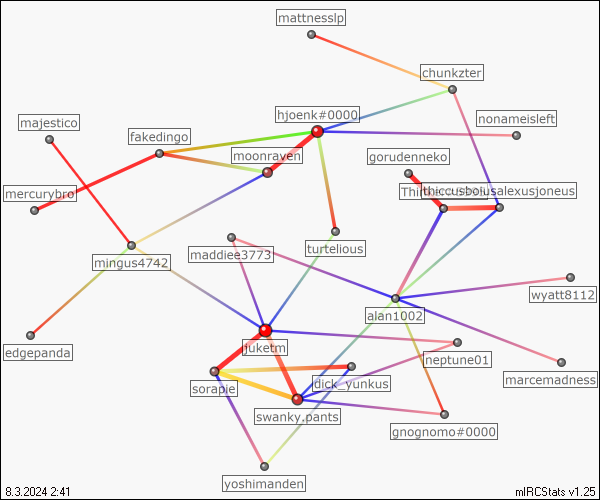 mattnesslp
chunkzter
hjoenk#0000
majestico
nonameisleft
fakedingo
moonraven
gorudenneko
thiccusboiusalexusjoneus
mercurybro
turtelious
maddiee3773
mingus4742
wyatt8112
alan1002
juketm
edgepanda
neptune01
marcemadness
sorapie
dick_yunkus
swanky.pants
gnognomo#0000
yoshimanden
8.3.2024 2:41
mIRCStats v1.25